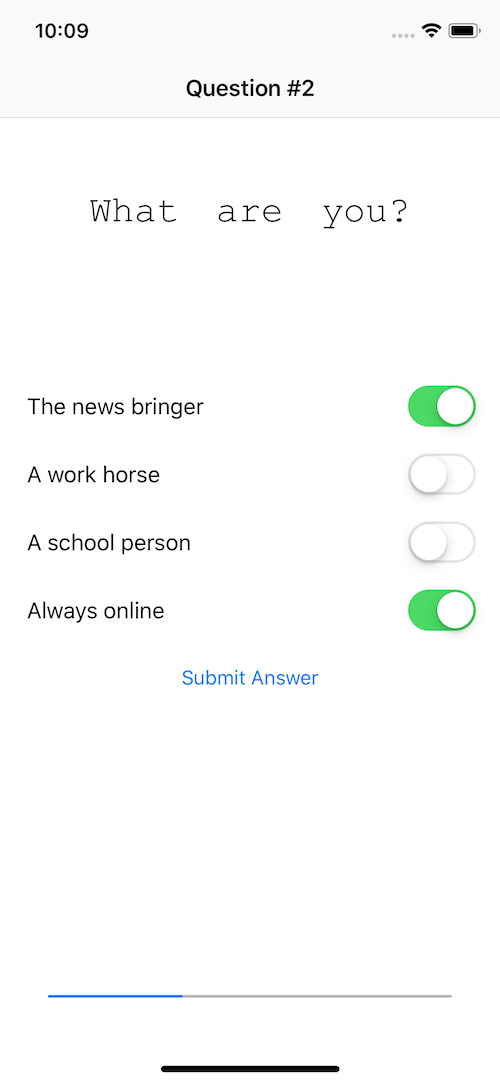 10:09
Question #2
What are you?
The news bringer
A work horse
A school person
Always online
Submit Answer